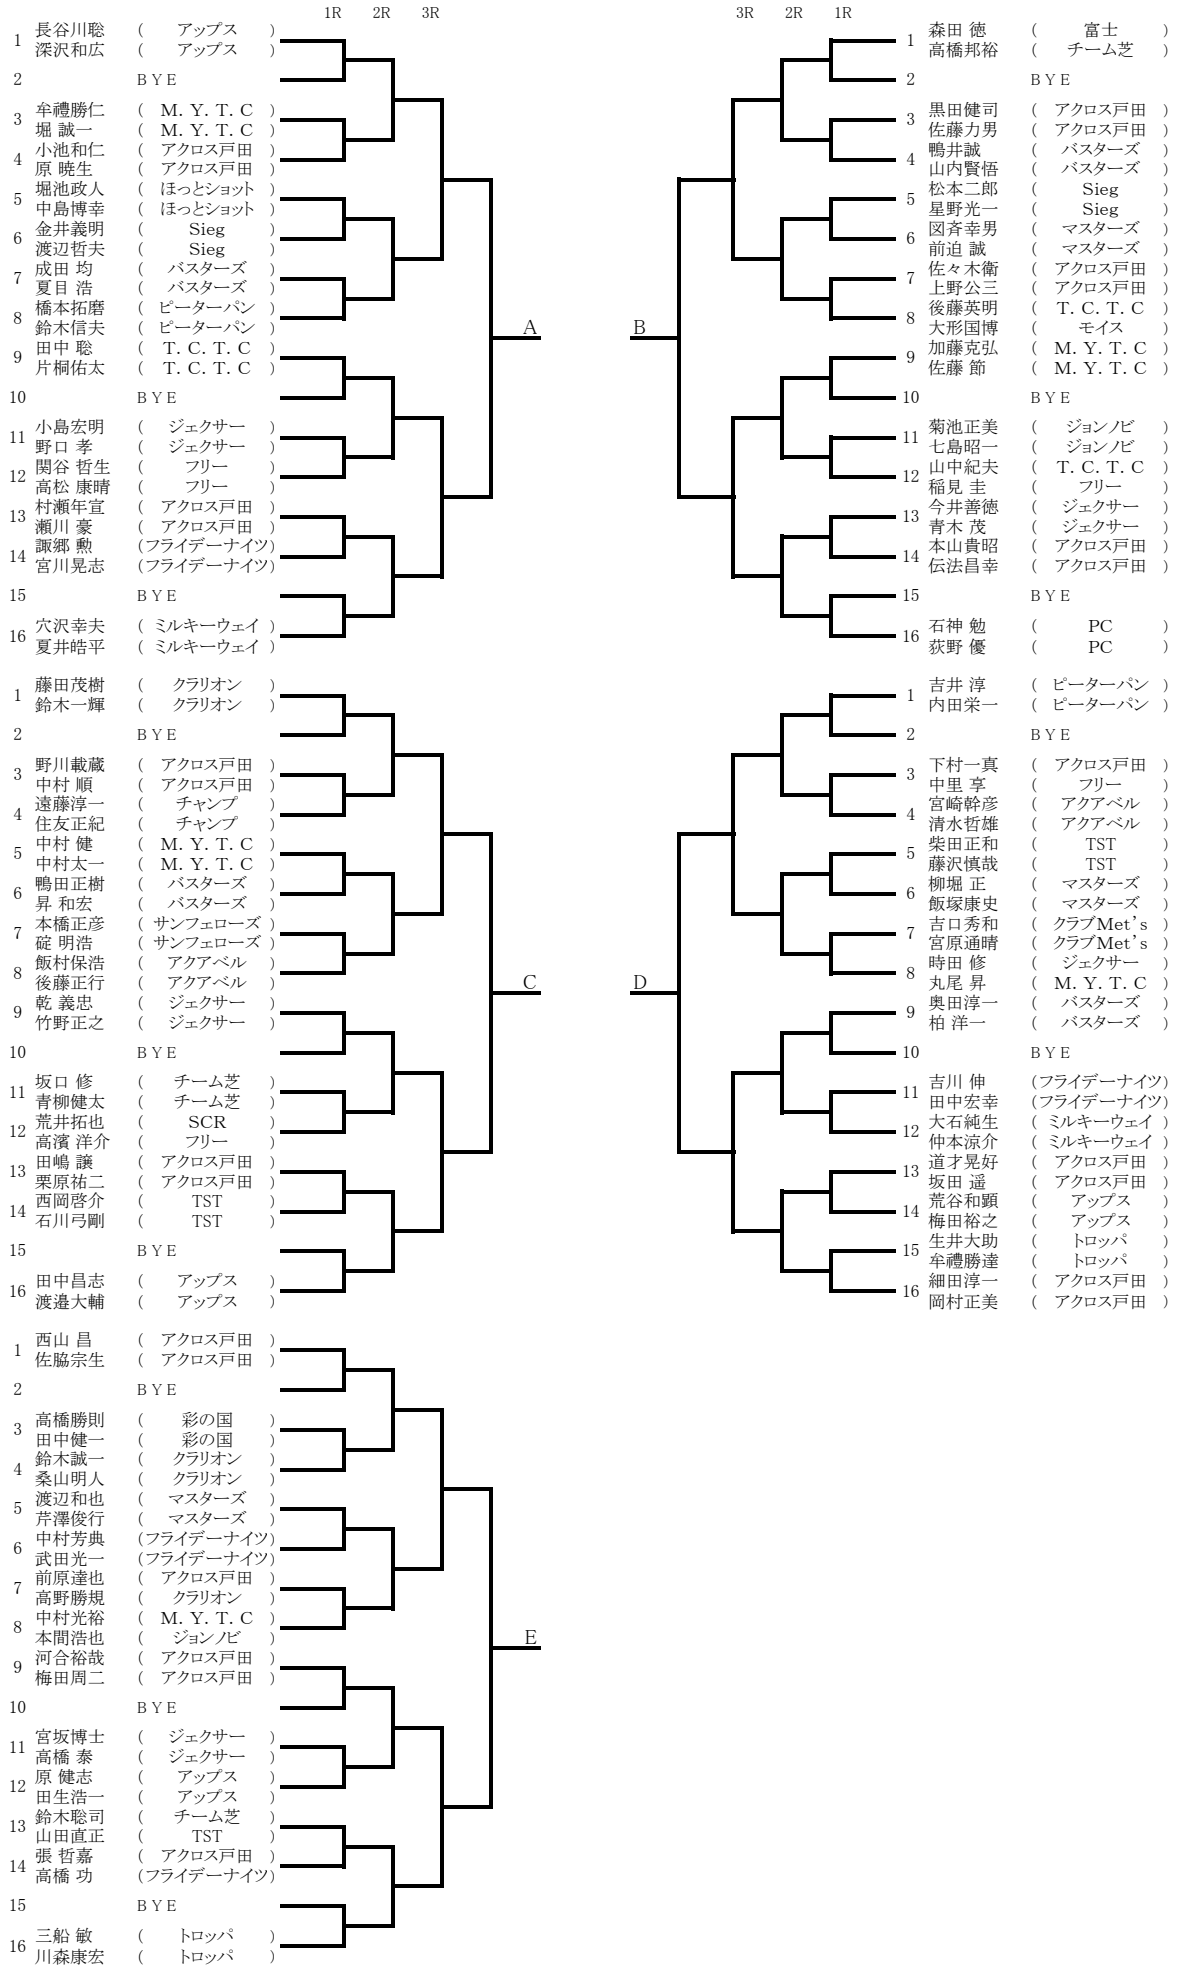 1R 2R 3R
1 長谷川聡 ( アップス )
深沢和広 ( アップス )
2 BYE
3 牟禮勝仁 ( M.Y.T.C )
堀 誠一 ( M.Y.T.C )
4 小池和仁 ( アクロス戸田 )
原 暁生 ( アクロス戸田 )
5 堀池政人 ( ほっとショット )
中島博幸 ( ほっとショット )
6 金井義明 ( Sieg )
渡辺哲夫 ( Sieg )
7 成田 均 ( バスターズ )
夏目 浩 ( バスターズ )
8 橋本拓磨 ( ピーターパン )
鈴木信夫 ( ピーターパン )
A
9 田中 聡 ( T.C.T.C )
片桐佑太 ( T.C.T.C )
10 BYE
11 小島宏明 ( ジェクサー )
野口 孝 ( ジェクサー )
12 関谷 哲生 ( フリー )
高松 康晴 ( フリー )
13 村瀬年宣 ( アクロス戸田 )
瀬川 豪 ( アクロス戸田 )
14 諏郷 勲 (フライデーナイツ)
宮川晃志 (フライデーナイツ)
15 BYE
16 穴沢幸夫 ( ミルキーウェイ )
夏井皓平 ( ミルキーウェイ )
3R 2R 1R
1 森田 徳 ( 富士 )
高橋邦裕 ( チーム芝 )
2 BYE
3 黒田健司 ( アクロス戸田 )
佐藤力男 ( アクロス戸田 )
4 鴨井誠 ( バスターズ )
山内賢悟 ( バスターズ )
5 松本二郎 ( Sieg )
星野光一 ( Sieg )
6 図斉幸男 ( マスターズ )
前迫 誠 ( マスターズ )
7 佐々木衛 ( アクロス戸田 )
上野公三 ( アクロス戸田 )
8 後藤英明 ( T.C.T.C )
大形国博 ( モイス )
B
9 加藤克弘 ( M.Y.T.C )
佐藤 節 ( M.Y.T.C )
10 BYE
11 菊池正美 ( ジョンノビ )
七島昭一 ( ジョンノビ )
12 山中紀夫 ( T.C.T.C )
稲見 圭 ( フリー )
13 今井善徳 ( ジェクサー )
青木 茂 ( ジェクサー )
14 本山貴昭 ( アクロス戸田 )
伝法昌幸 ( アクロス戸田 )
15 BYE
16 石神 勉 ( PC )
荻野 優 ( PC )
1 藤田茂樹 ( クラリオン )
鈴木一輝 ( クラリオン )
2 BYE
3 野川載蔵 ( アクロス戸田 )
中村 順 ( アクロス戸田 )
4 遠藤淳一 ( チャンプ )
住友正紀 ( チャンプ )
5 中村 健 ( M.Y.T.C )
中村太一 ( M.Y.T.C )
6 鴨田正樹 ( バスターズ )
昇 和宏 ( バスターズ )
7 本橋正彦 ( サンフェローズ )
碇 明浩 ( サンフェローズ )
8 飯村保浩 ( アクアベル )
後藤正行 ( アクアベル )
C
9 乾 義忠 ( ジェクサー )
竹野正之 ( ジェクサー )
10 BYE
11 坂口 修 ( チーム芝 )
青柳健太 ( チーム芝 )
12 荒井拓也 ( SCR )
高濱 洋介 ( フリー )
13 田嶋 譲 ( アクロス戸田 )
栗原祐二 ( アクロス戸田 )
14 西岡啓介 ( TST )
石川弓剛 ( TST )
15 BYE
16 田中昌志 ( アップス )
渡邉大輔 ( アップス )
1 吉井 淳 ( ピーターパン )
内田栄一 ( ピーターパン )
2 BYE
3 下村一真 ( アクロス戸田 )
中里 享 ( フリー )
4 宮崎幹彦 ( アクアベル )
清水哲雄 ( アクアベル )
5 柴田正和 ( TST )
藤沢慎哉 ( TST )
6 柳堀 正 ( マスターズ )
飯塚康史 ( マスターズ )
7 吉口秀和 ( クラブMet's )
宮原通晴 ( クラブMet's )
8 時田 修 ( ジェクサー )
丸尾 昇 ( M.Y.T.C )
D
9 奥田淳一 ( バスターズ )
柏 洋一 ( バスターズ )
10 BYE
11 吉川 伸 (フライデーナイツ)
田中宏幸 (フライデーナイツ)
12 大石純生 ( ミルキーウェイ )
仲本涼介 ( ミルキーウェイ )
13 道才晃好 ( アクロス戸田 )
坂田 遥 ( アクロス戸田 )
14 荒谷和顕 ( アップス )
梅田裕之 ( アップス )
15 生井大助 ( トロッパ )
牟禮勝達 ( トロッパ )
16 細田淳一 ( アクロス戸田 )
岡村正美 ( アクロス戸田 )
1 西山 昌 ( アクロス戸田 )
佐脇宗生 ( アクロス戸田 )
2 BYE
3 高橋勝則 ( 彩の国 )
田中健一 ( 彩の国 )
4 鈴木誠一 ( クラリオン )
桑山明人 ( クラリオン )
5 渡辺和也 ( マスターズ )
芹澤俊行 ( マスターズ )
6 中村芳典 (フライデーナイツ)
武田光一 (フライデーナイツ)
7 前原達也 ( アクロス戸田 )
高野勝規 ( クラリオン )
8 中村光裕 ( M.Y.T.C )
本間浩也 ( ジョンノビ )
E
9 河合裕哉 ( アクロス戸田 )
梅田周二 ( アクロス戸田 )
10 BYE
11 宮坂博士 ( ジェクサー )
高橋 泰 ( ジェクサー )
12 原 健志 ( アップス )
田生浩一 ( アップス )
13 鈴木聡司 ( チーム芝 )
山田直正 ( TST )
14 張 哲嘉 ( アクロス戸田 )
高橋 功 (フライデーナイツ)
15 BYE
16 三船 敏 ( トロッパ )
川森康宏 ( トロッパ )